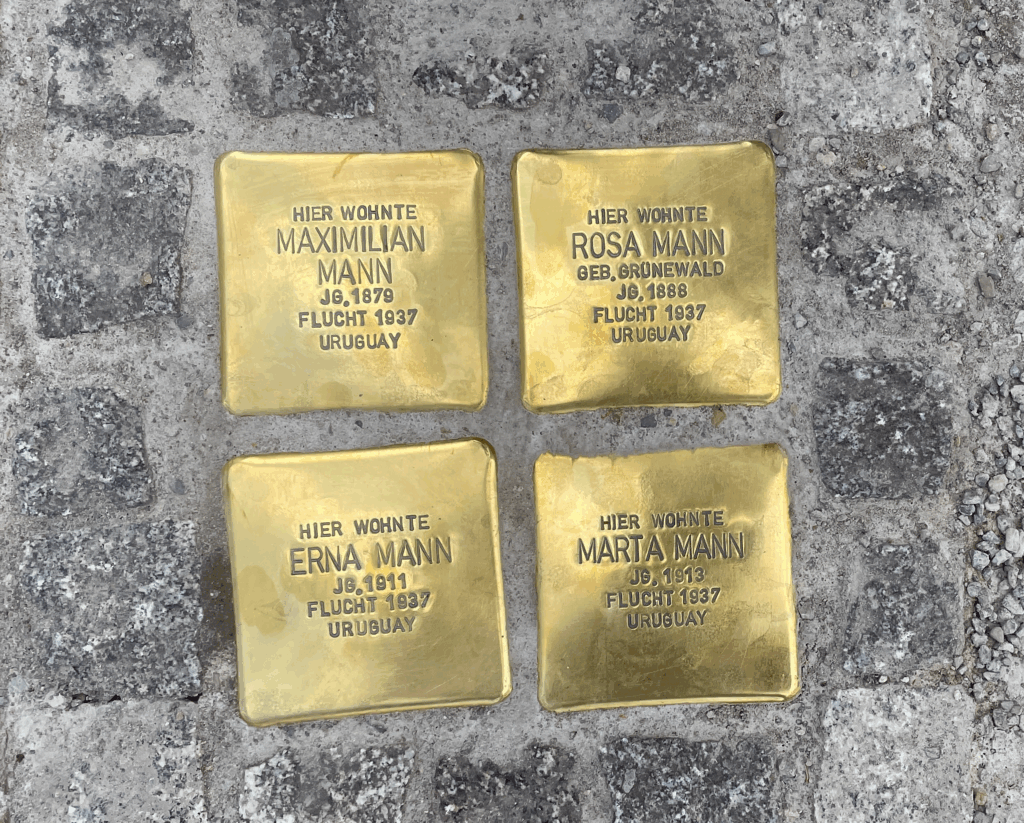 HIER WOHNTE
MAXIMILIAN
MANN
JG. 1879
FLUCHT 1937
URUGUAY
HIER WOHNTE
ROSA MANN
GEB. GRÜNEWALD
JG. 1888
FLUCHT 1937
URUGUAY
HIER WOHNTE
ERNA MANN
JG. 1911
FLUCHT 1937
URUGUAY
HIER WOHNTE
MARTA MANN
JG. 1913
FLUCHT 1937
URUGUAY